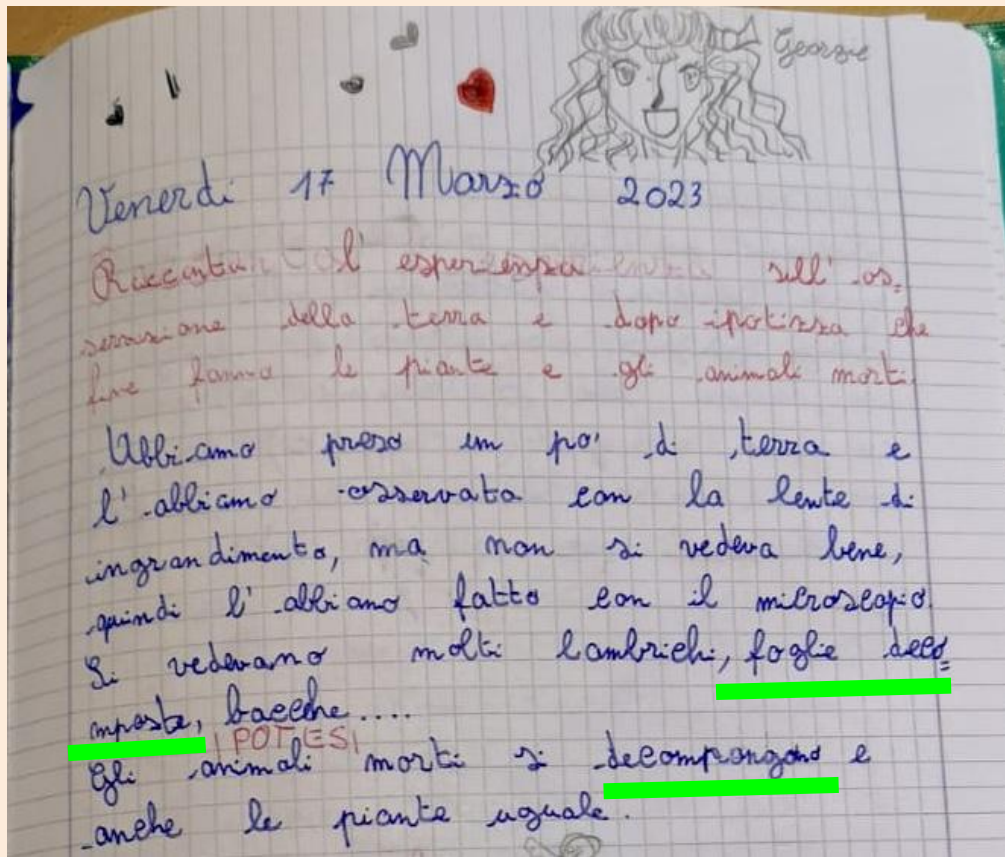 Georgie
Venerdi 17 Marzo 2023
Racconta l'esperienza sull'os=
servazione della terra e dopo ipotizza che
fine fanno le piante e gli animali morti
Abbiamo preso un po' di terra e
l'abbiamo osservata con la lente di
ingrandimento, ma non si vedeva bene,
quindi l'abbiamo fatto con il microscopio.
Si vedevano molti lombrichi, foglie deco=
mposte, bacche....
IPOTESI
Gli animali morti si decompongono e
anche le piante uguale.